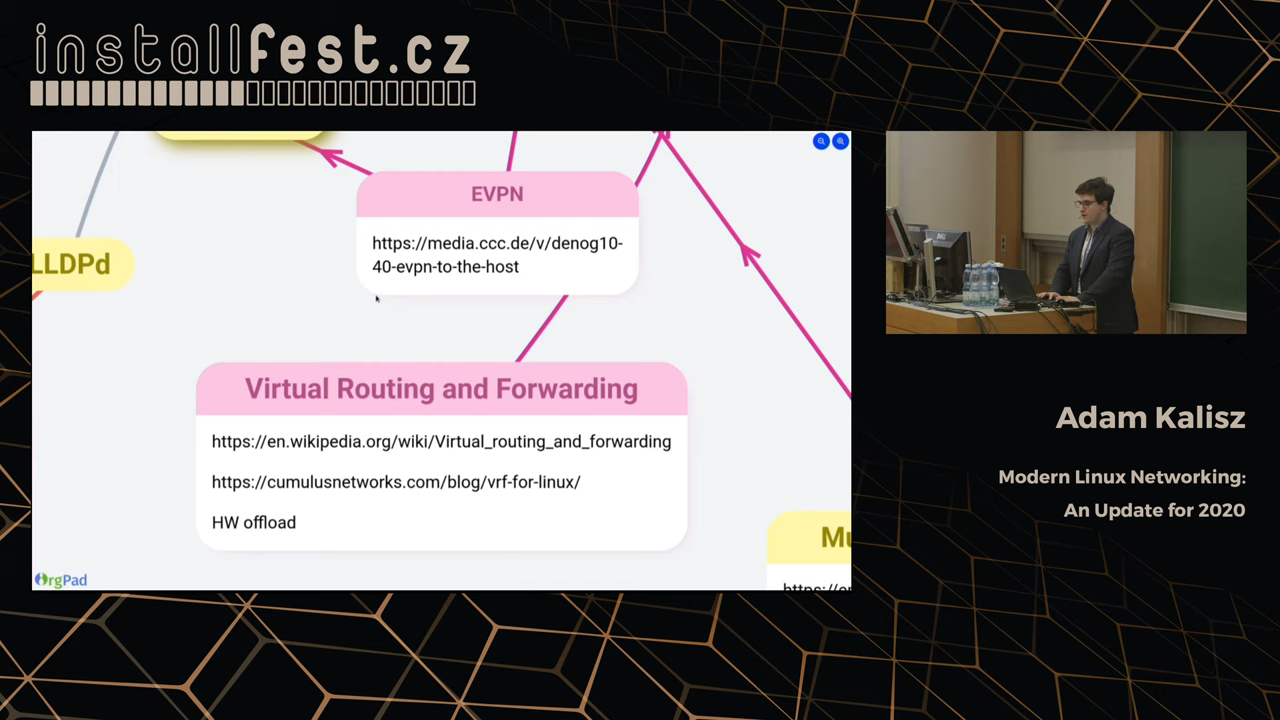 installfest.cz
EVPN
https://media.ccc.de/v/denog10-
40-evpn-to-the-host
LLDPd
Virtual Routing and Forwarding
https://en.wikipedia.org/wiki/Virtual_routing_and_forwarding
https://cumulusnetworks.com/blog/vrf-for-linux/
HW offload
OrgPad
Adam Kalisz
Modern Linux Networking:
An Update for 2020